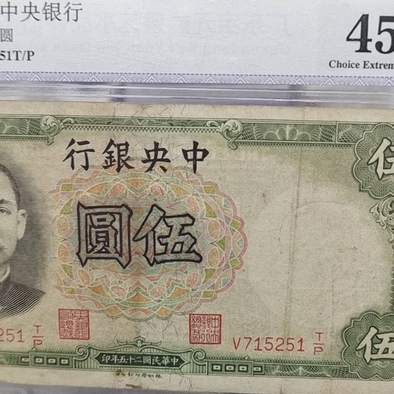 中央银行
圆
51T/P
45
Choice Extrem
中央銀行
伍
伍圓
251 T/P
V715251 T/P
伍
中華民國二十五年印